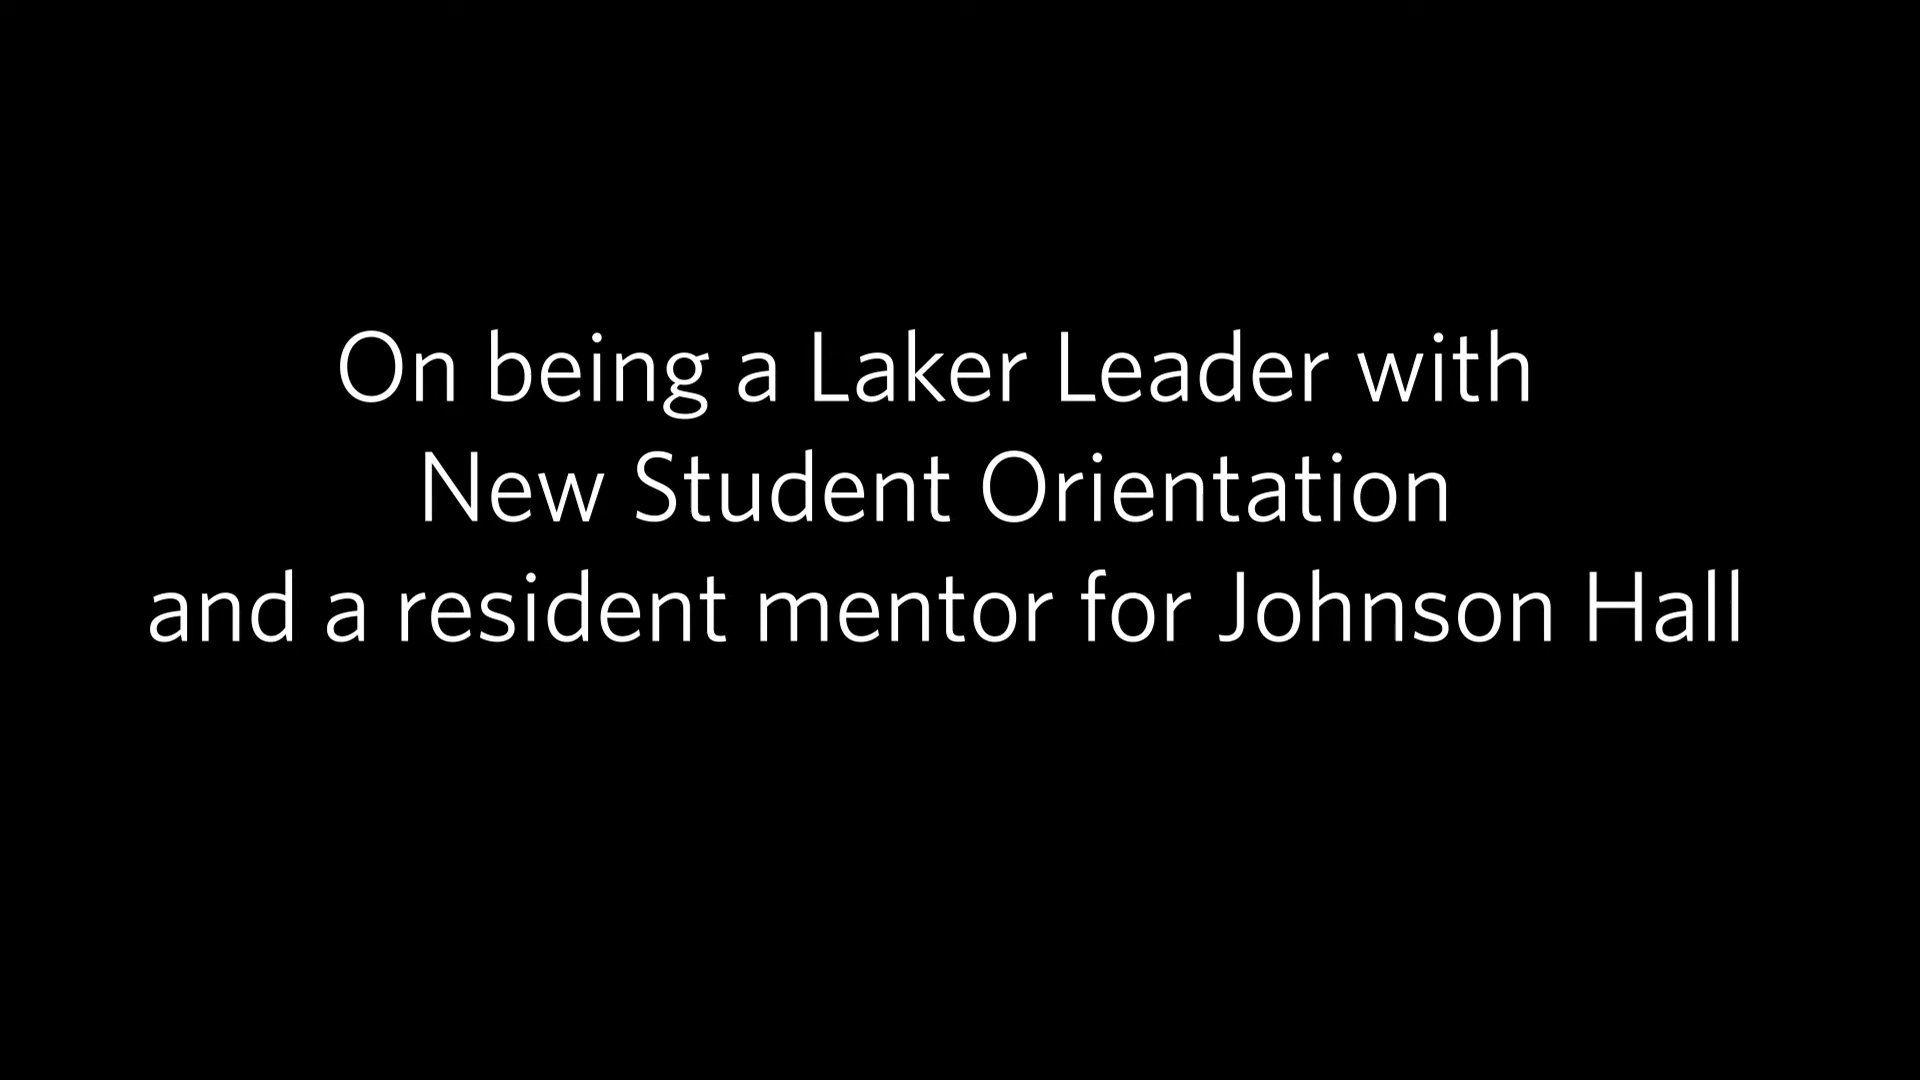 On being a Laker Leader with
New Student Orientation
and a resident mentor for Johnson Hall